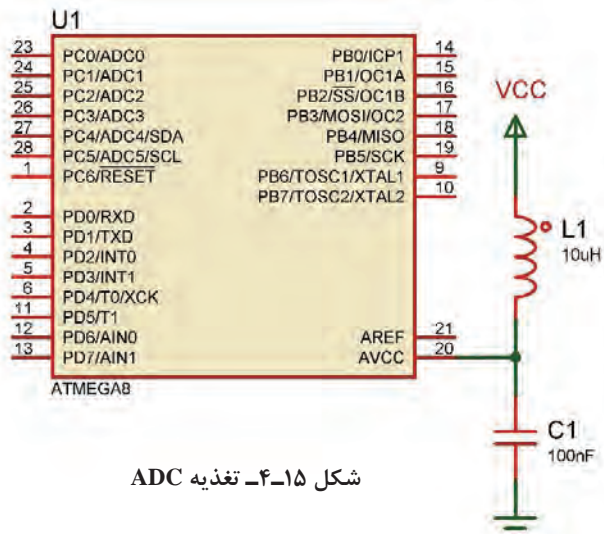 U1
23 PC0/ADC0 PB0/ICP1 14
24 PC1/ADC1 PB1/OC1A 15
25 PC2/ADC2 PB2/SS/OC1B 16
26 PC3/ADC3 PB3/MOSI/OC2 17
27 PC4/ADC4/SDA PB4/MISO 18
28 PC5/ADC5/SCL PB5/SCK 19
1 PC6/RESET PB6/TOSC1/XTAL1 9
PB7/TOSC2/XTAL2 10
2 PD0/RXD
3 PD1/TXD
4 PD2/INT0
5 PD3/INT1
6 PD4/T0/XCK
11 PD5/T1
12 PD6/AIN0 AREF 21
13 PD7/AIN1 AVCC 20
ATMEGA8
VCC
L1
10uH
C1
100nF
شکل ۱۵ــ۴ــ تغذیه ADC